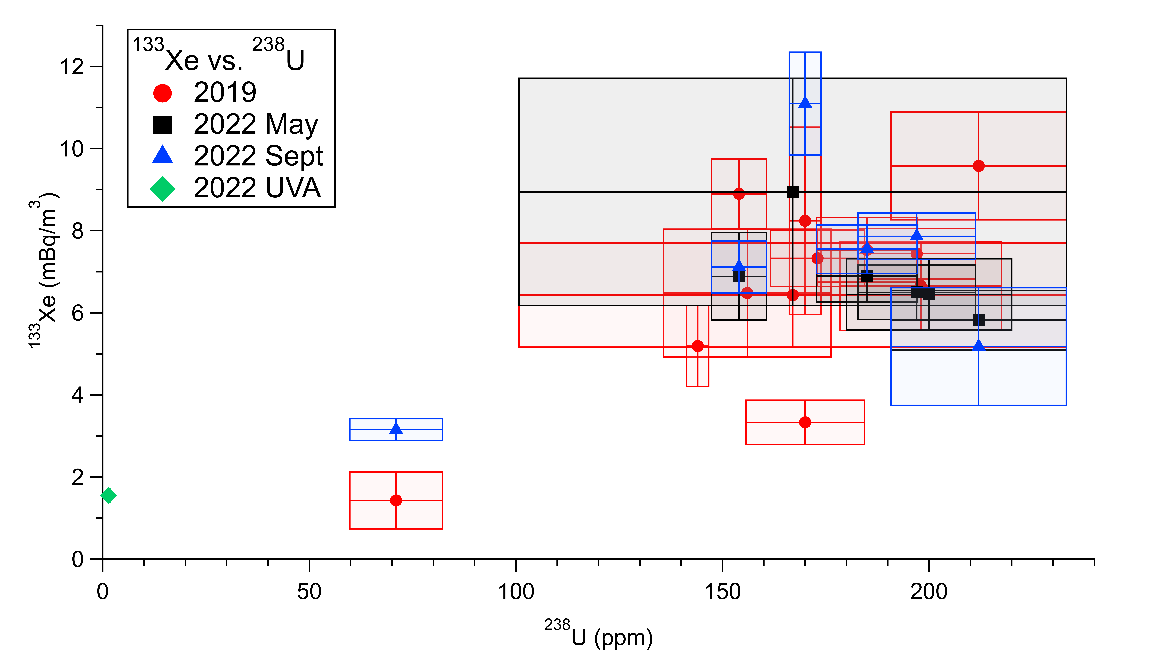 ¹³³Xe vs. ²³⁸U
2019
2022 May
2022 Sept
2022 UVA
¹³³Xe (mBq/m³)
12
10
8
6
4
2
0
0 50 100 150 200
²³⁸U (ppm)